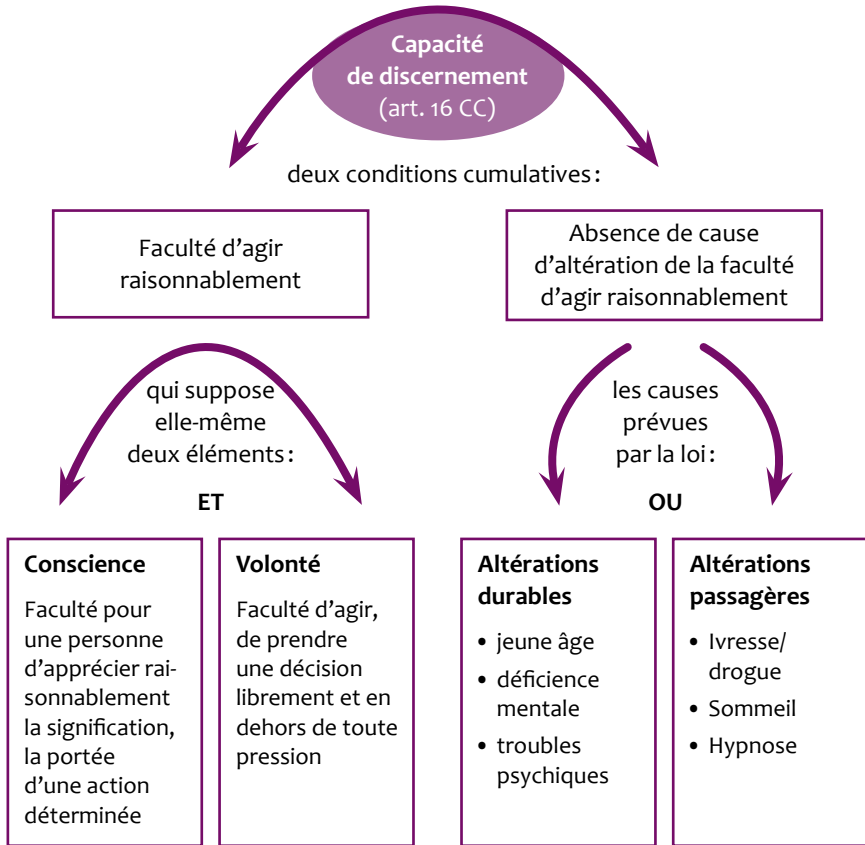 Capacité
de discernement
(art. 16 CC)
deux conditions cumulatives :
Faculté d’agir
raisonnablement
Absence de cause
d’altération de la faculté
d’agir raisonnablement
qui suppose
elle-même
deux éléments :
ET
les causes
prévues
par la loi :
OU
Conscience
Faculté pour
une personne
d’apprécier rai-
sonnablement
la signification,
la portée
d’une action
déterminée
Volonté
Faculté d’agir,
de prendre
une décision
librement et en
dehors de toute
pression
Altérations
durables
• jeune âge
• déficience
mentale
• troubles
psychiques
Altérations
passagères
• Ivresse/
drogue
• Sommeil
• Hypnose